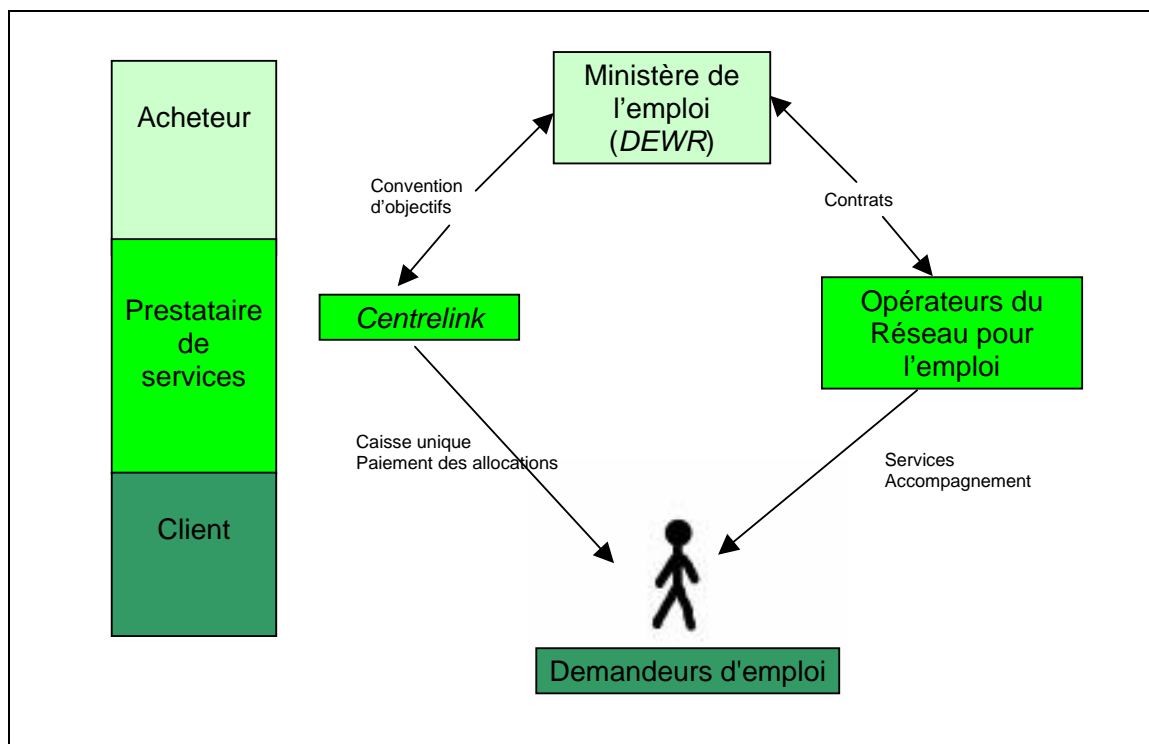 Acheteur
Ministère de
l'emploi
(DEWR)
Convention
d'objectifs
Contrats
Prestataire
de
services
Centrelink
Opérateurs du
Réseau pour
l'emploi
Caisse unique
Paiement des allocations
Services
Accompagnement
Client
Demandeurs d'emploi